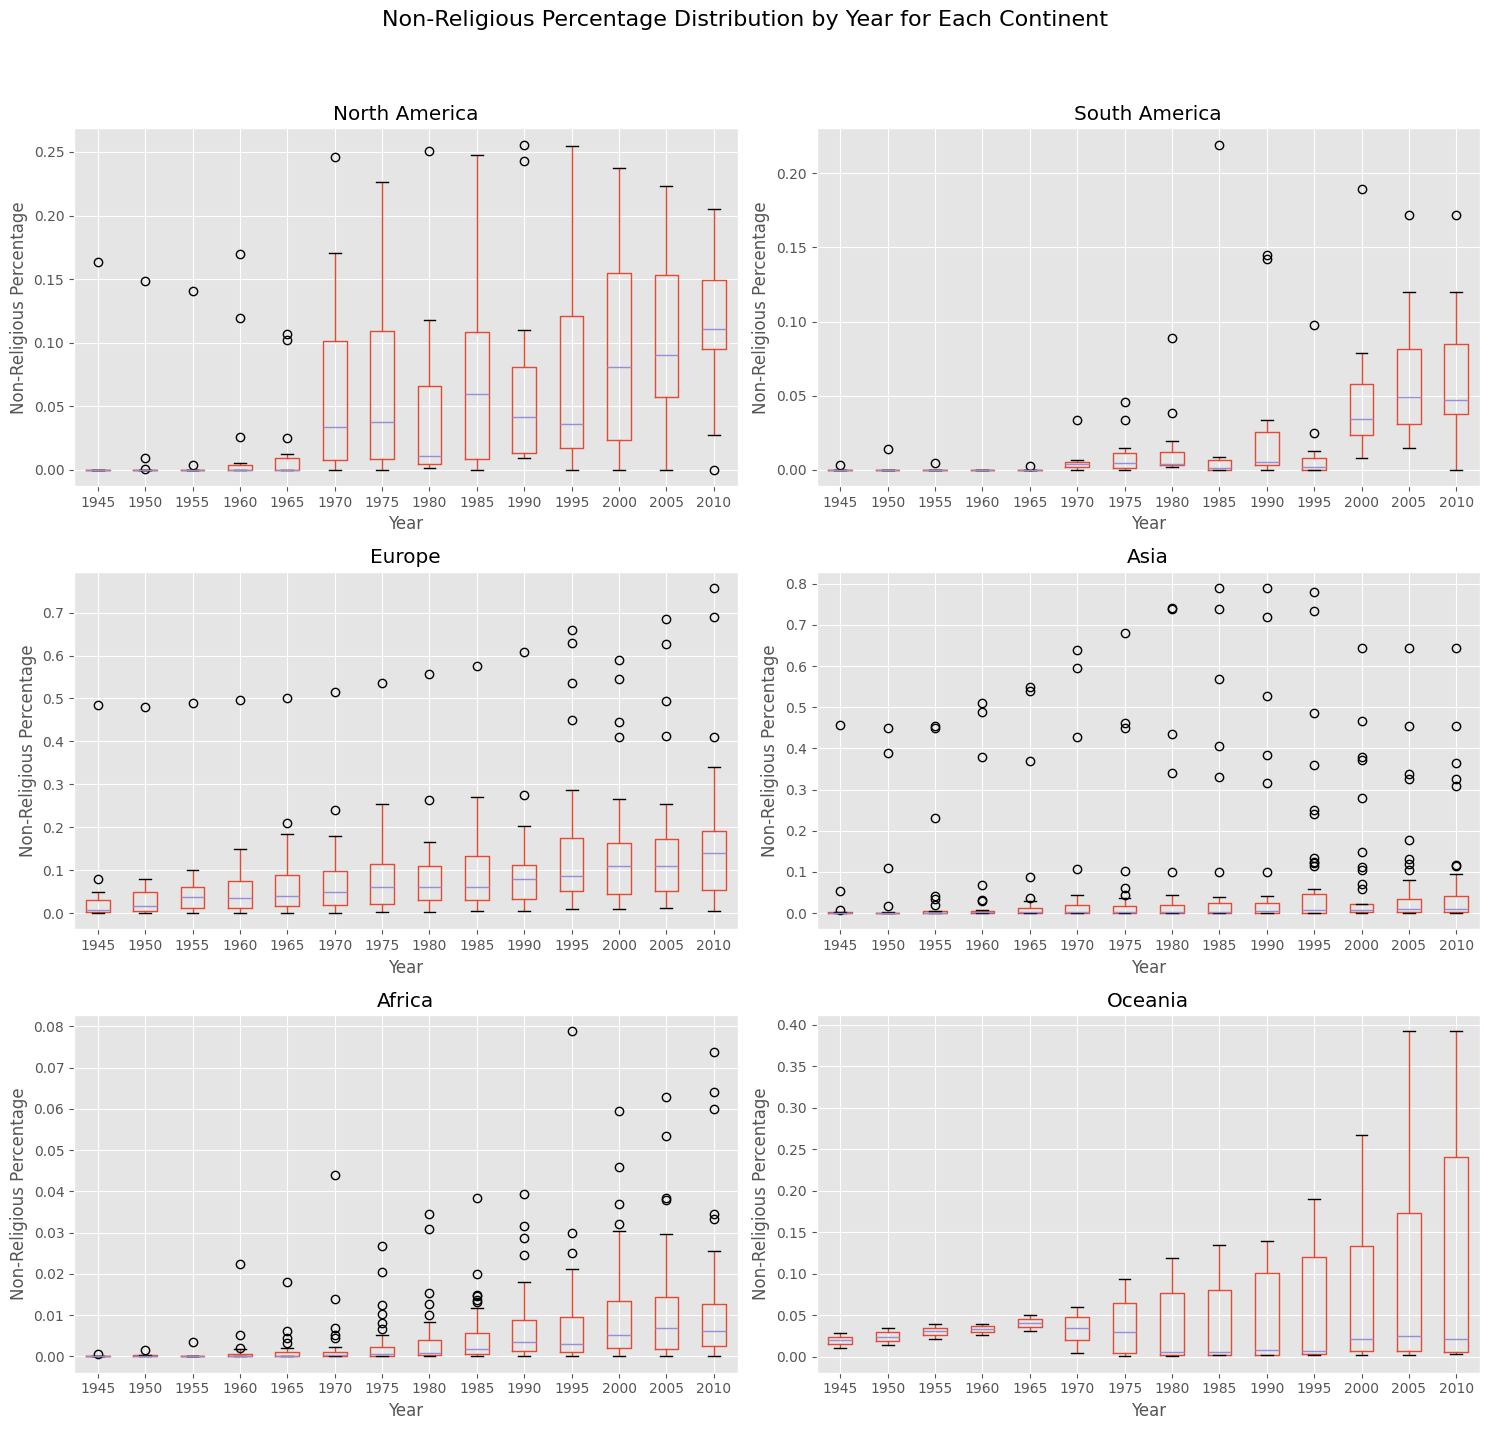 Non-Religious Percentage Distribution by Year for Each Continent
North America
Non-Religious Percentage
0.25
0.20
0.15
0.10
0.05
0.00
1945 1950 1955 1960 1965 1970 1975 1980 1985 1990 1995 2000 2005 2010
Year
South America
Non-Religious Percentage
0.20
0.15
0.10
0.05
0.00
1945 1950 1955 1960 1965 1970 1975 1980 1985 1990 1995 2000 2005 2010
Year
Europe
Non-Religious Percentage
0.7
0.6
0.5
0.4
0.3
0.2
0.1
0.0
1945 1950 1955 1960 1965 1970 1975 1980 1985 1990 1995 2000 2005 2010
Year
Asia
Non-Religious Percentage
0.8
0.7
0.6
0.5
0.4
0.3
0.2
0.1
0.0
1945 1950 1955 1960 1965 1970 1975 1980 1985 1990 1995 2000 2005 2010
Year
Africa
Non-Religious Percentage
0.08
0.07
0.06
0.05
0.04
0.03
0.02
0.01
0.00
1945 1950 1955 1960 1965 1970 1975 1980 1985 1990 1995 2000 2005 2010
Year
Oceania
Non-Religious Percentage
0.40
0.35
0.30
0.25
0.20
0.15
0.10
0.05
0.00
1945 1950 1955 1960 1965 1970 1975 1980 1985 1990 1995 2000 2005 2010
Year